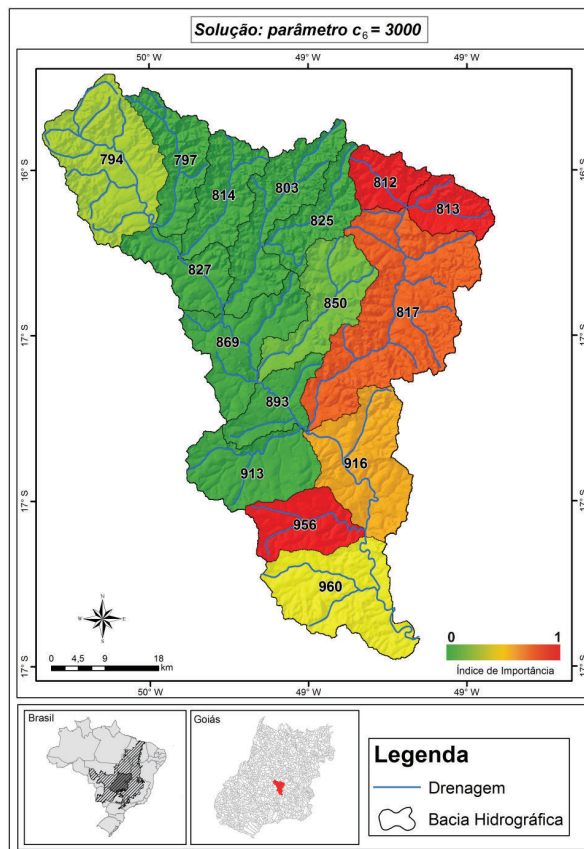 Solução: parâmetro c6 = 3000
50° W 49° W 49° W
16° S 16° S
17° S 17° S
17° S 17° S
17° S 17° S
794
797
814
803
812
813
825
827
850
817
869
893
916
913
956
960
N
W E
S
0 4,5 9 18
km
0 1
Índice de Importância
50° W 49° W 49° W
Brasil
Goiás
Legenda
Drenagem
Bacia Hidrográfica